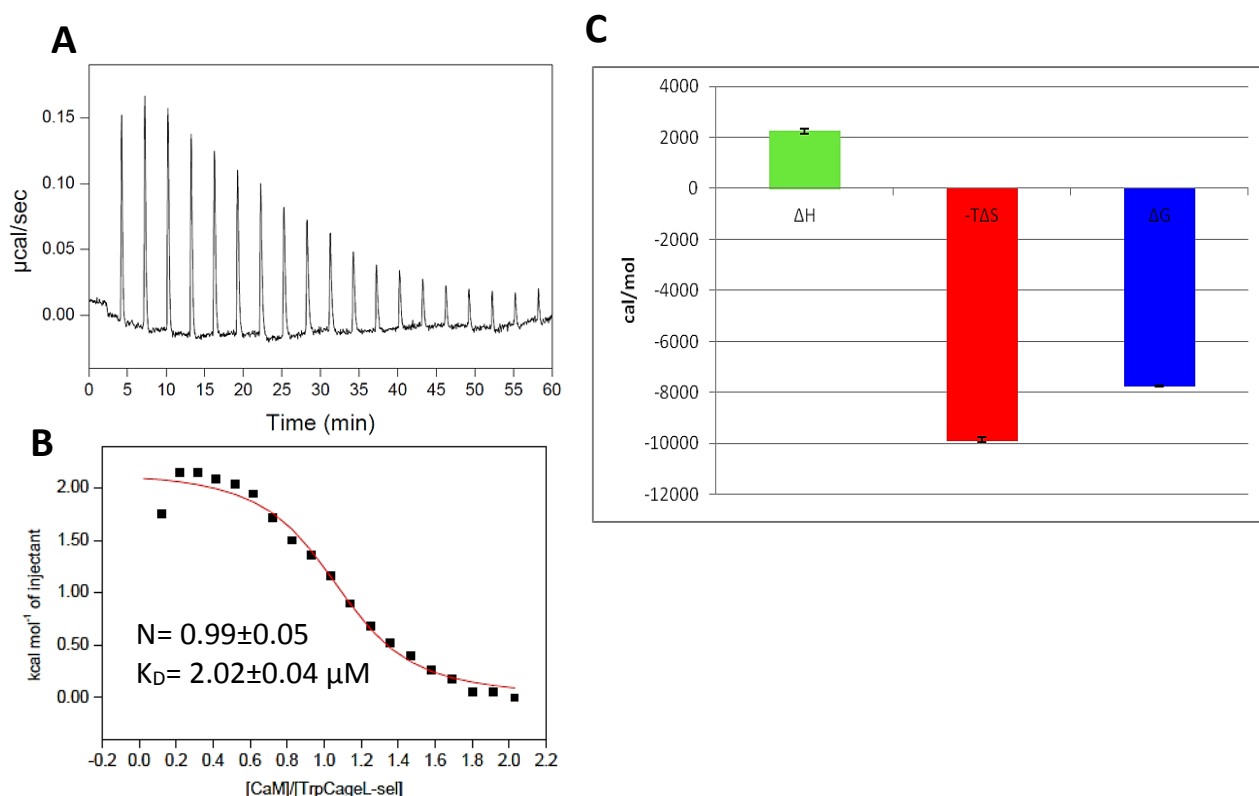 A
0.15
0.10
0.05
0.00
µcal/sec
0 5 10 15 20 25 30 35 40 45 50 55 60
Time (min)
B
2.00
1.50
1.00
0.50
0.00
kcal mol⁻¹ of injectant
N= 0.99±0.05
KD= 2.02±0.04 µM
-0.2 0.0 0.2 0.4 0.6 0.8 1.0 1.2 1.4 1.6 1.8 2.0 2.2
[CaM]/[TrpCageL-sel]
C
4000
2000
0
-2000
-4000
-6000
-8000
-10000
-12000
cal/mol
ΔH -TΔS ΔG